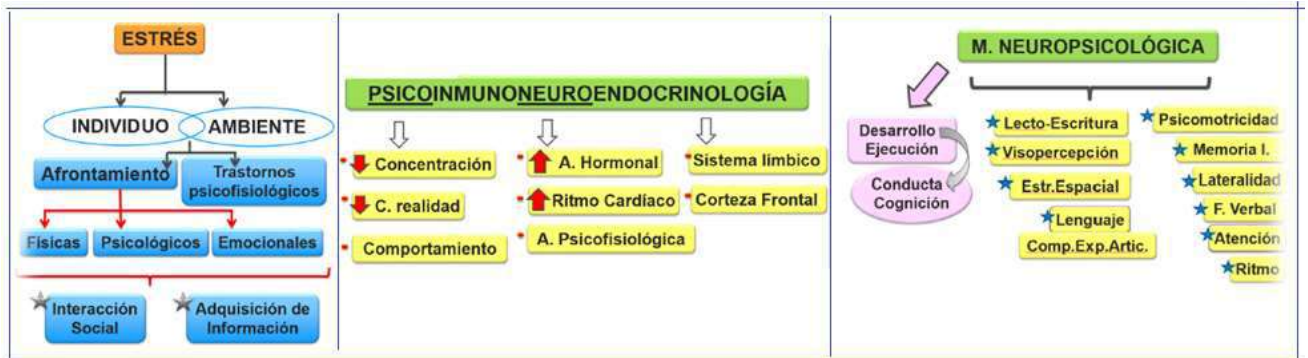 ESTRÉS
INDIVIDUO
AMBIENTE
Afrontamiento
Trastornos
psicofisiológicos
Físicas
Psicológicos
Emocionales
Interacción
Social
Adquisición de
Información
PSICOINMUNONEUROENDOCRINOLOGÍA
Concentración
C. realidad
Comportamiento
A. Hormonal
Ritmo Cardíaco
A. Psicofisiológica
Sistema límbico
Corteza Frontal
M. NEUROPSICOLÓGICA
Desarrollo
Ejecución
Conducta
Cognición
Lecto-Escritura
Visopercepción
Estr.Espacial
Lenguaje
Comp.Exp.Artic.
Psicomotricidad
Memoria I.
Lateralidad
F. Verbal
Atención
Ritmo